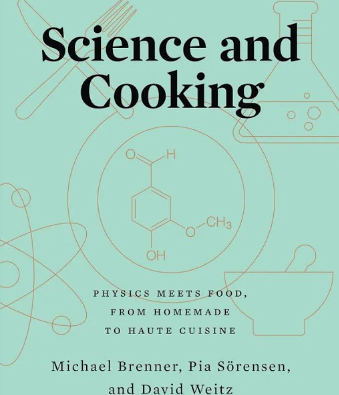 Science and
Cooking
O
H
O
CH₃
OH
PHYSICS MEETS FOOD,
FROM HOMEMADE
TO HAUTE CUISINE
Michael Brenner, Pia Sörensen,
and David Weitz